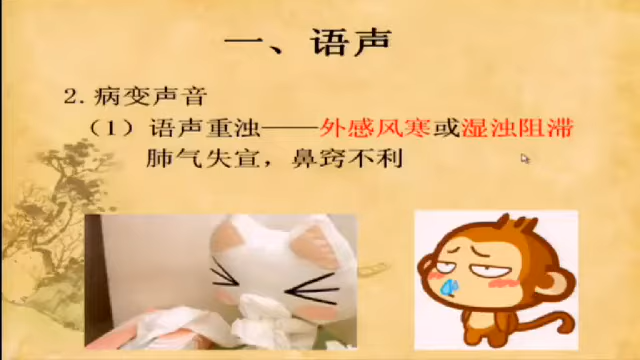 一、语声
2.病变声音
（1）语声重浊——外感风寒或湿浊阻滞
肺气失宣，鼻窍不利